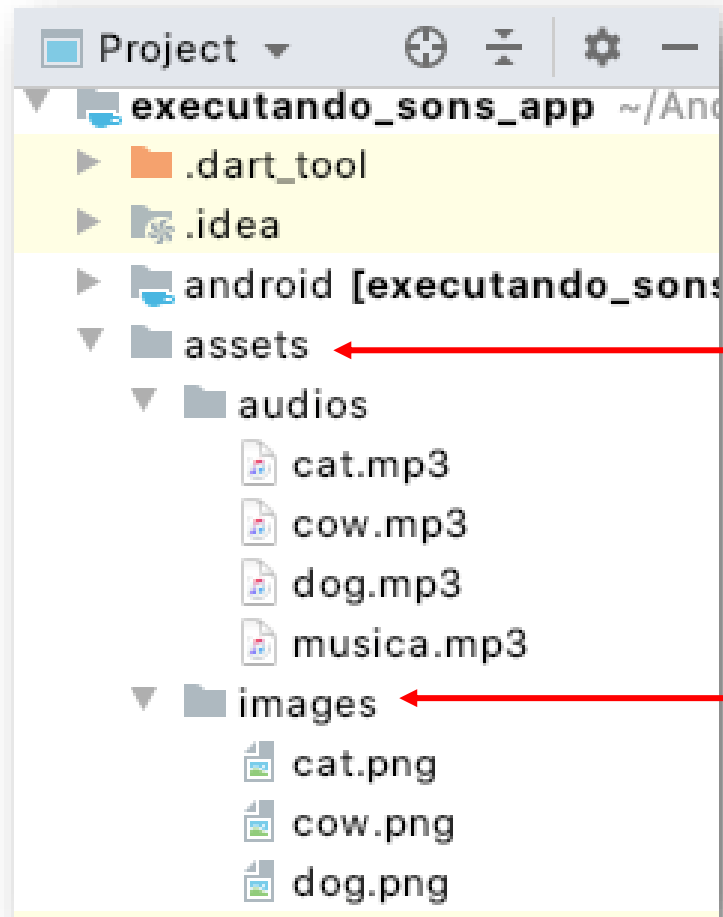 Project
executando_sons_app ~/And
.dart_tool
.idea
android [executando_sons
assets
audios
cat.mp3
cow.mp3
dog.mp3
musica.mp3
images
cat.png
cow.png
dog.png